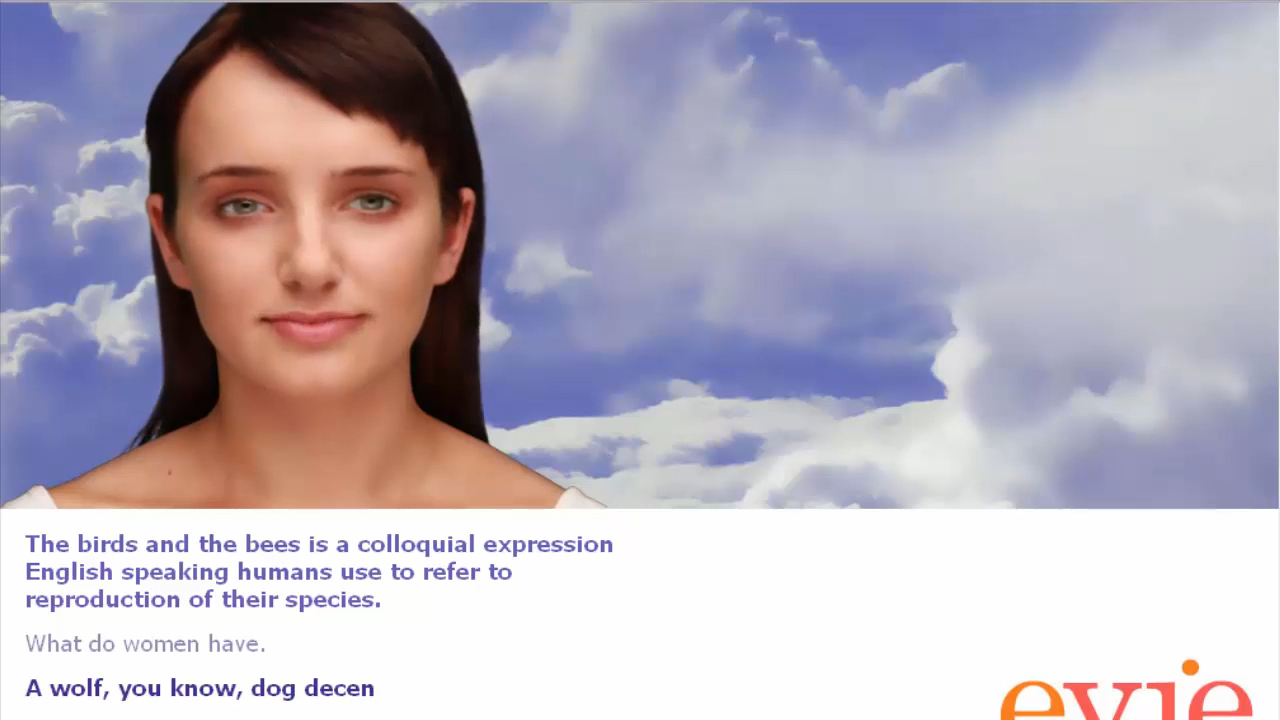 The birds and the bees is a colloquial expression
English speaking humans use to refer to
reproduction of their species.
What do women have.
A wolf, you know, dog decen
evie